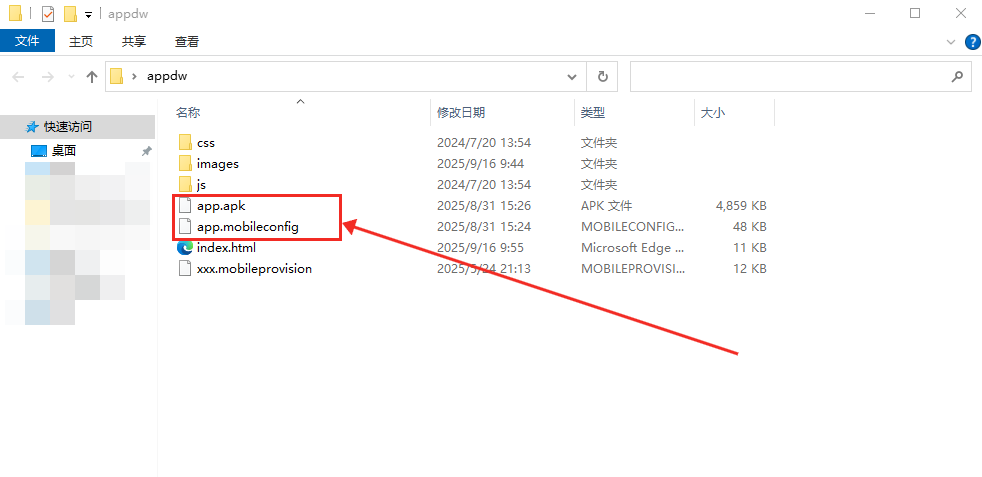 appdw
文件 主页 共享 查看
appdw
名称 修改日期 类型 大小
快速访问
桌面
css 2024/7/20 13:54 文件夹
images 2025/9/16 9:44 文件夹
js 2024/7/20 13:54 文件夹
app.apk 2025/8/31 15:26 APK 文件 4,859 KB
app.mobileconfig 2025/8/31 15:24 MOBILECONFIG... 48 KB
index.html 2025/9/16 9:55 Microsoft Edge ... 11 KB
xxx.mobileprovision 2025/5/24 21:13 MOBILEPROVISI... 12 KB